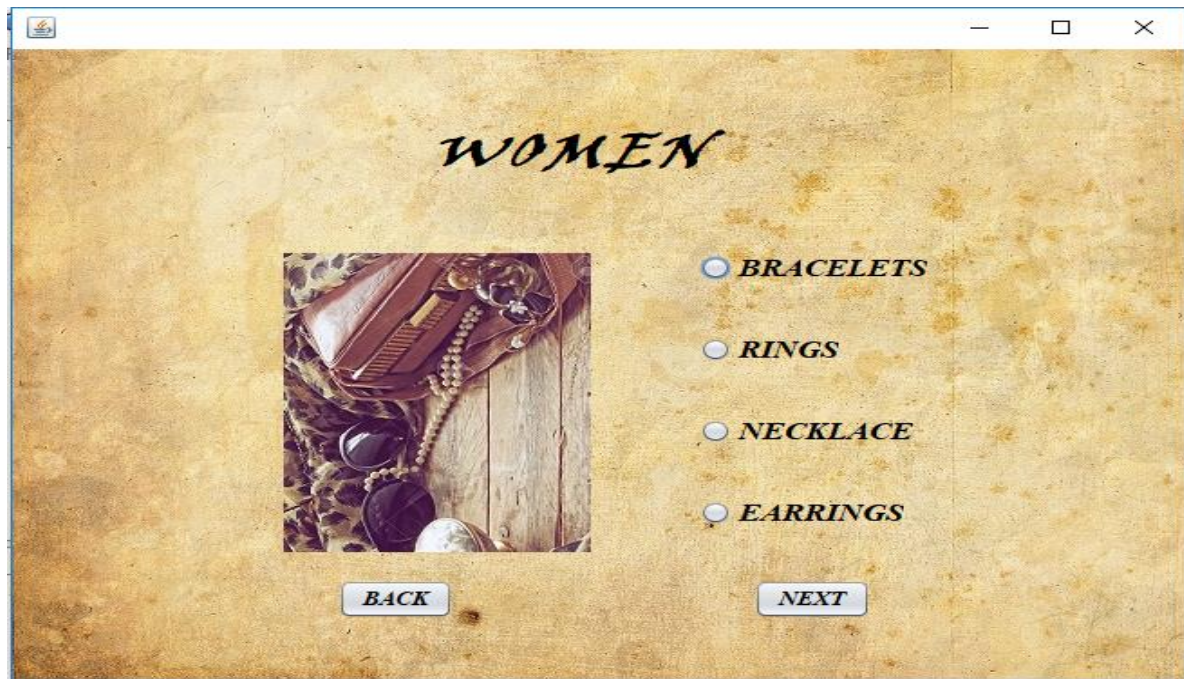 WOMEN
BRACELETS
RINGS
NECKLACE
EARRINGS
BACK
NEXT